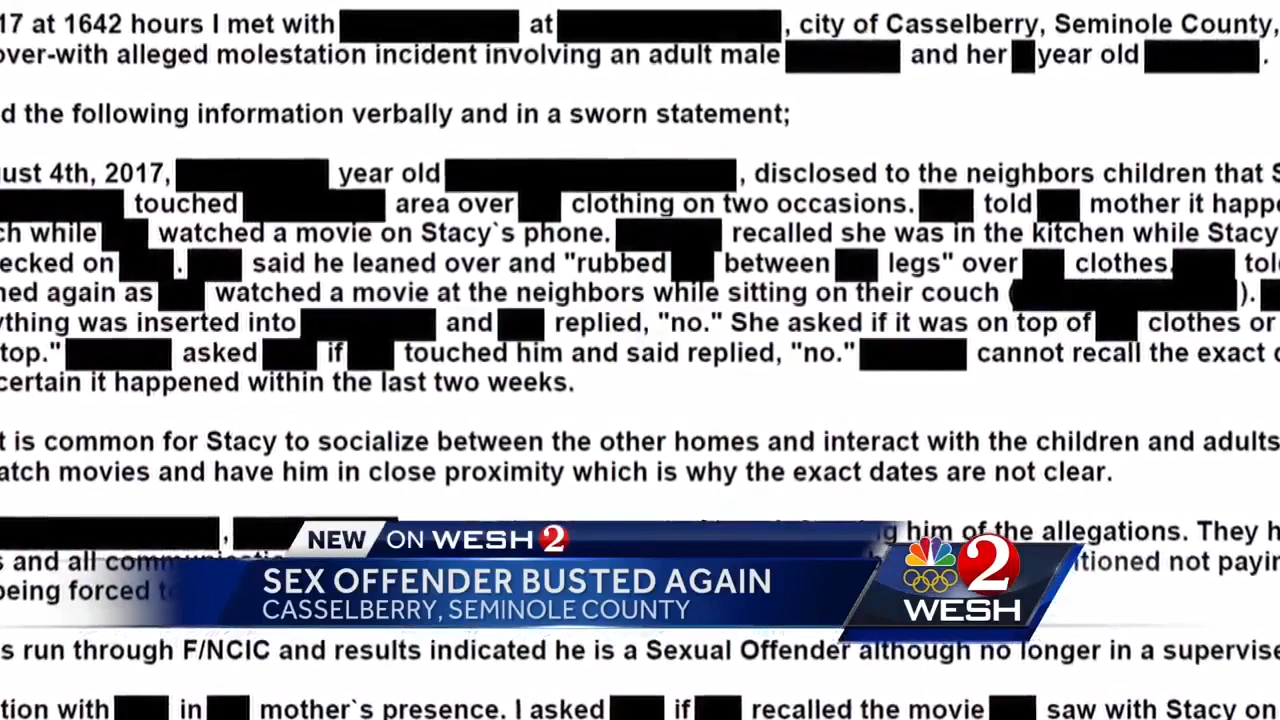 17 at 1642 hours I met with at , city of Casselberry, Seminole County,
over-with alleged molestation incident involving an adult male and her year old .
d the following information verbally and in a sworn statement;
ust 4th, 2017, year old , disclosed to the neighbors children that S
touched area over clothing on two occasions. told mother it happe
ch while watched a movie on Stacy`s phone. recalled she was in the kitchen while Stacy
ecked on . said he leaned over and "rubbed between legs" over clothes. tol
ned again as watched a movie at the neighbors while sitting on their couch ( ).
ything was inserted into and replied, "no." She asked if it was on top of clothes or
top." asked if touched him and said replied, "no." cannot recall the exact d
certain it happened within the last two weeks.
t is common for Stacy to socialize between the other homes and interact with the children and adults
atch movies and have him in close proximity which is why the exact dates are not clear.
, him of the allegations. They h
s and all tioned not payin
being forced
NEW ON WESH 2
SEX OFFENDER BUSTED AGAIN
CASSELBERRY, SEMINOLE COUNTY
2
WESH
s run through F/NCIC and results indicated he is a Sexual Offender although no longer in a supervise
tion with in mother`s presence. I asked if recalled the movie saw with Stacy on